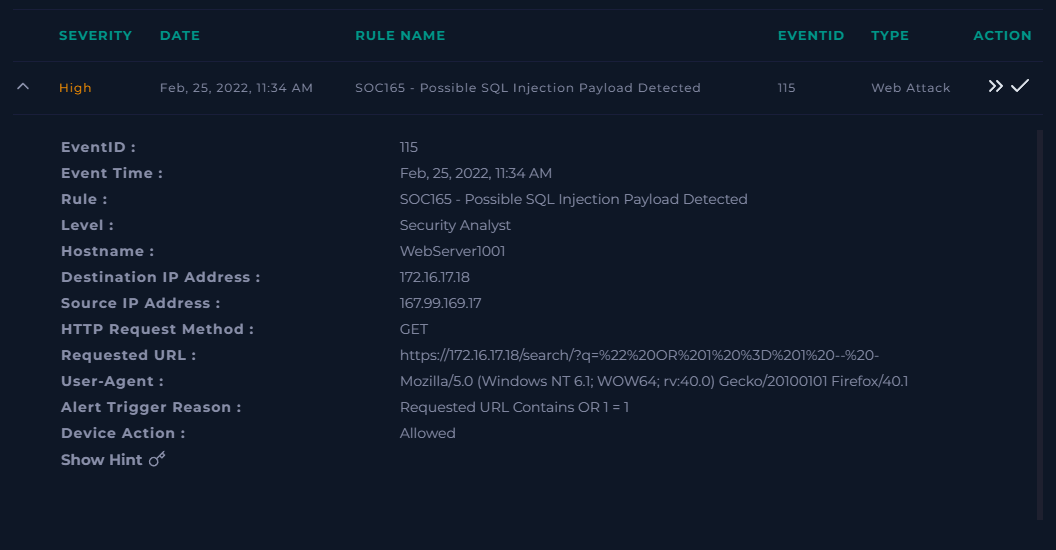 SEVERITY DATE RULE NAME EVENTID TYPE ACTION
High Feb, 25, 2022, 11:34 AM SOC165 - Possible SQL Injection Payload Detected 115 Web Attack
EventID : 115
Event Time : Feb, 25, 2022, 11:34 AM
Rule : SOC165 - Possible SQL Injection Payload Detected
Level : Security Analyst
Hostname : WebServer1001
Destination IP Address : 172.16.17.18
Source IP Address : 167.99.169.17
HTTP Request Method : GET
Requested URL : https://172.16.17.18/search/?q=%22%20OR%201%20%3D%201%20--%20-
User-Agent : Mozilla/5.0 (Windows NT 6.1; WOW64; rv:40.0) Gecko/20100101 Firefox/40.1
Alert Trigger Reason : Requested URL Contains OR 1 = 1
Device Action : Allowed
Show Hint